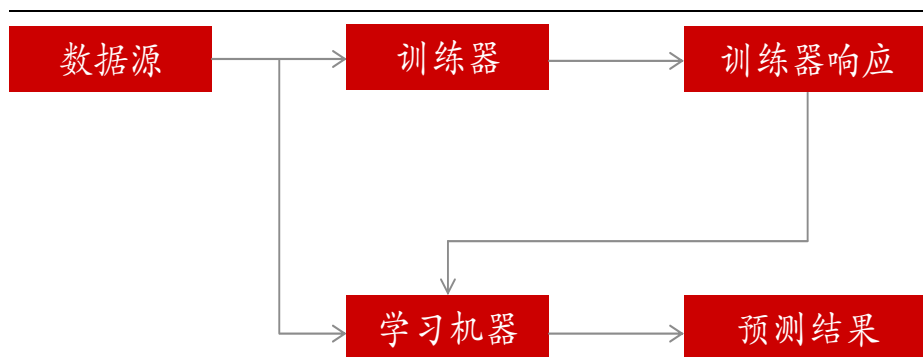 数据源
训练器
训练器响应
学习机器
预测结果